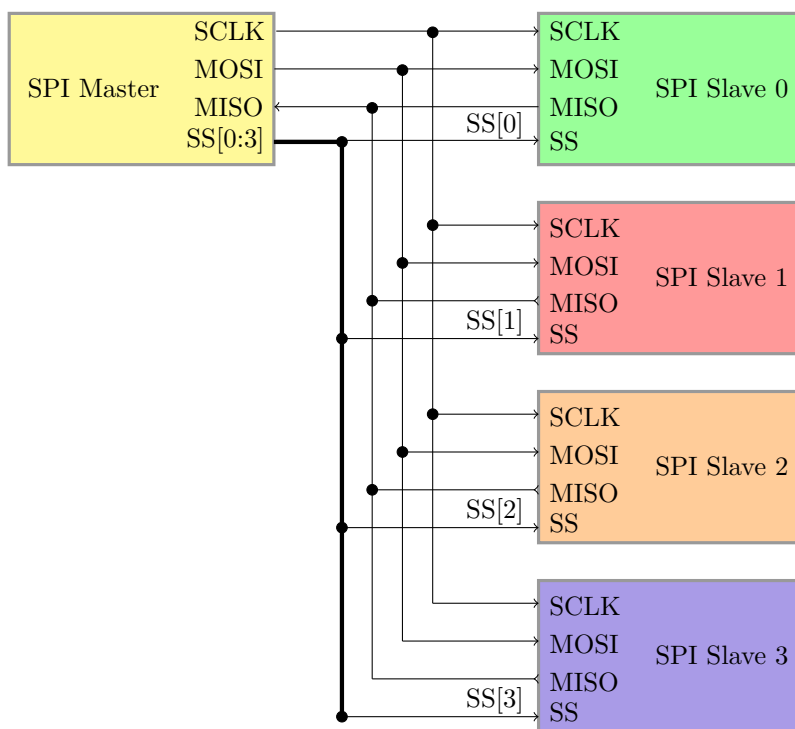 SPI Master
SCLK
MOSI
MISO
SS[0:3]
SS[0]
SCLK
MOSI
MISO
SS
SPI Slave 0
SS[1]
SCLK
MOSI
MISO
SS
SPI Slave 1
SS[2]
SCLK
MOSI
MISO
SS
SPI Slave 2
SS[3]
SCLK
MOSI
MISO
SS
SPI Slave 3